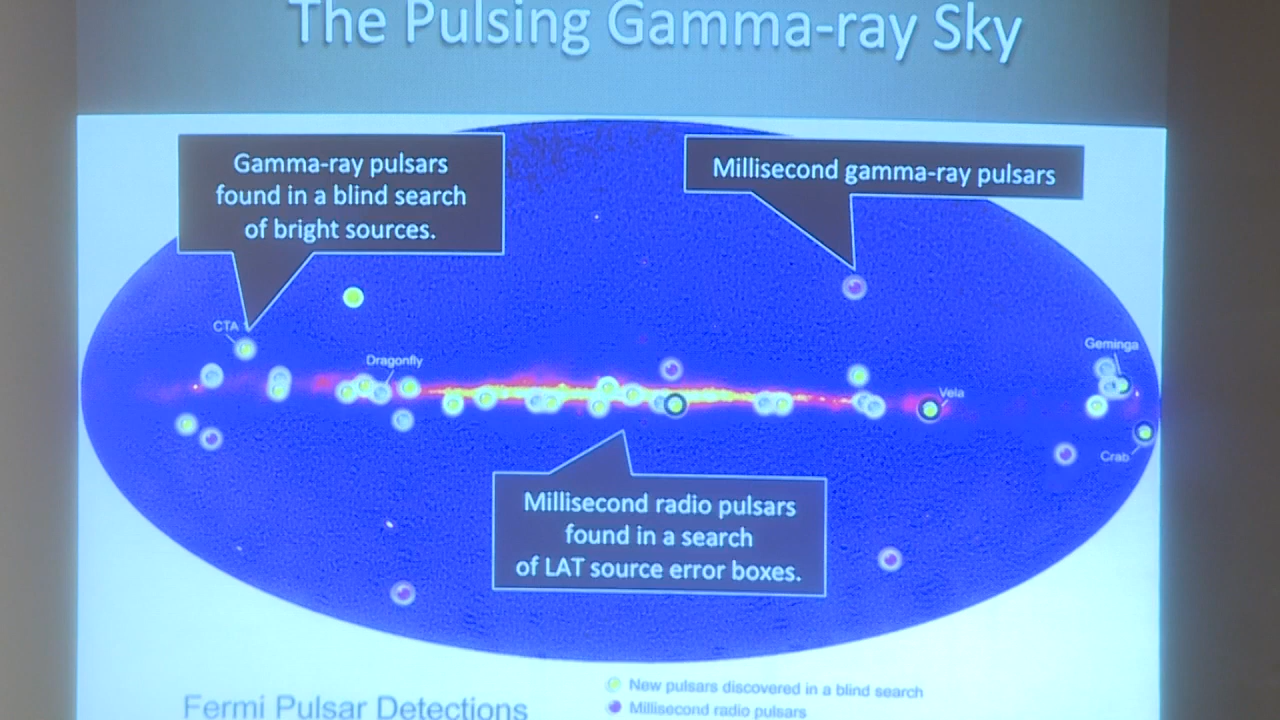 The Pulsing Gamma-ray Sky
Gamma-ray pulsars
found in a blind search
of bright sources.
Millisecond gamma-ray pulsars
CTA 1
Dragonfly
Geminga
Vela
Crab
Millisecond radio pulsars
found in a search
of LAT source error boxes.
Fermi Pulsar Detections
New pulsars discovered in a blind search
Millisecond radio pulsars